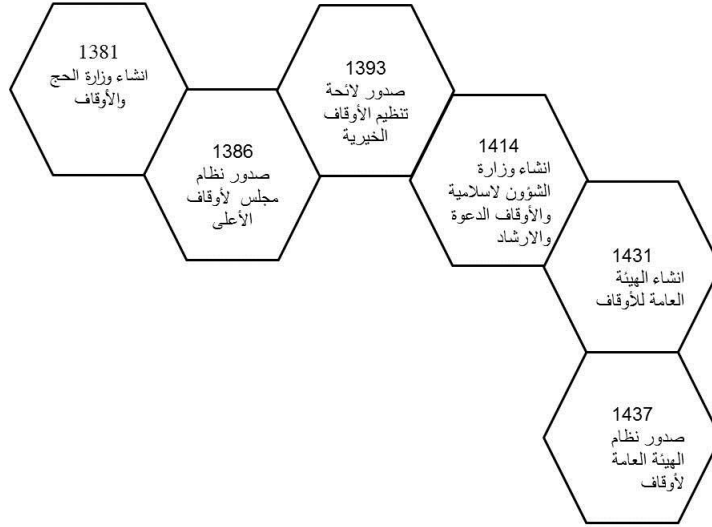 1381
انشاء وزارة الحج
والأوقاف
1386
صدور نظام
مجلس لأوقاف
الأعلى
1393
صدور لائحة
تنظيم الأوقاف
الخيرية
1414
انشاء وزارة
الشؤون لاسلامية
والأوقاف الدعوة
والارشاد
1431
انشاء الهيئة
العامة للأوقاف
1437
صدور نظام
الهيئة العامة
لأوقاف